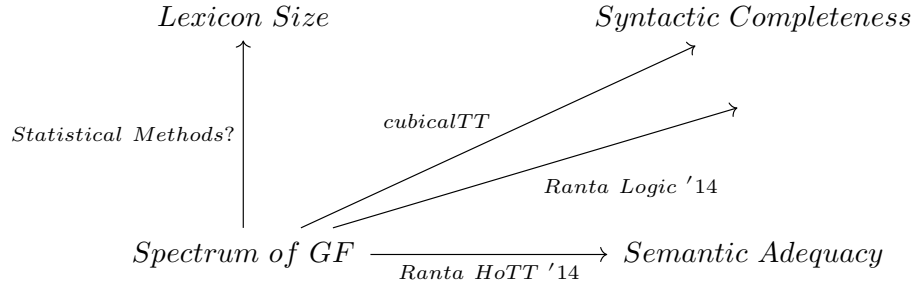 Lexicon Size
Syntactic Completeness
cubicalTT
Statistical Methods?
Ranta Logic '14
Spectrum of GF
Semantic Adequacy
Ranta HoTT '14